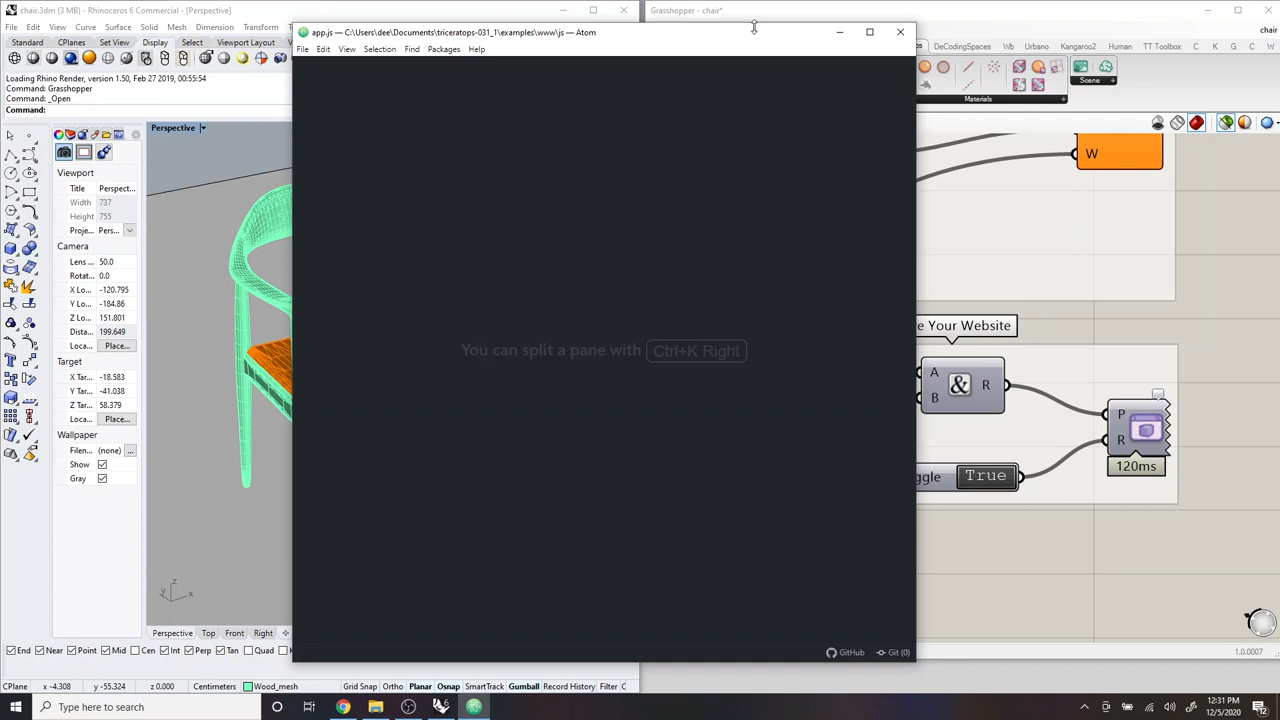 chair.3dm (3 MB) - Rhinoceros 6 Commercial - [Perspective]
File Edit View Curve Surface Solid Mesh Dimension Transform
Standard CPlanes Set View Display Select Viewport Layout
Loading Rhino Render, version 1.50, Feb 27 2019, 00:55:54
Command: Grasshopper
Command: _Open
Command:
Perspective
Viewport
Title Perspect...
Width 737
Height 755
Proje... Pers...
Camera
Lens ... 50.0
Rotat... 0.0
X Lo... -120.795
Y Lo... -184.86
Z Lo... 151.801
Dista... 199.649
Loca... Place...
Target
X Tar... -18.583
Y Tar... -41.038
Z Tar... 58.379
Loca... Place...
Wallpaper
Filen... (none) ...
Show
Gray
Perspective Top Front Right
End Near Point Mid Cen Int Perp Tan Quad
CPlane x -4.308 y -55.324 z 0.000 Centimeters Wood_mesh Grid Snap Ortho Planar Osnap SmartTrack Gumball Record History Filter C
app.js — C:\Users\dee\Documents\triceratops-031_1\examples\www\js — Atom
File Edit View Selection Find Packages Help
You can split a pane with Ctrl+K Right
GitHub Git (0)
Grasshopper - chair*
chair
DeCodingSpaces Wb Urbano Kangaroo2 Human TT Toolbox C K G C T
Materials
Scene
W
e Your Website
A
B
R
ggle True
P
R
120ms
1.0.0007
Type here to search
12:31 PM
12/5/2020
12